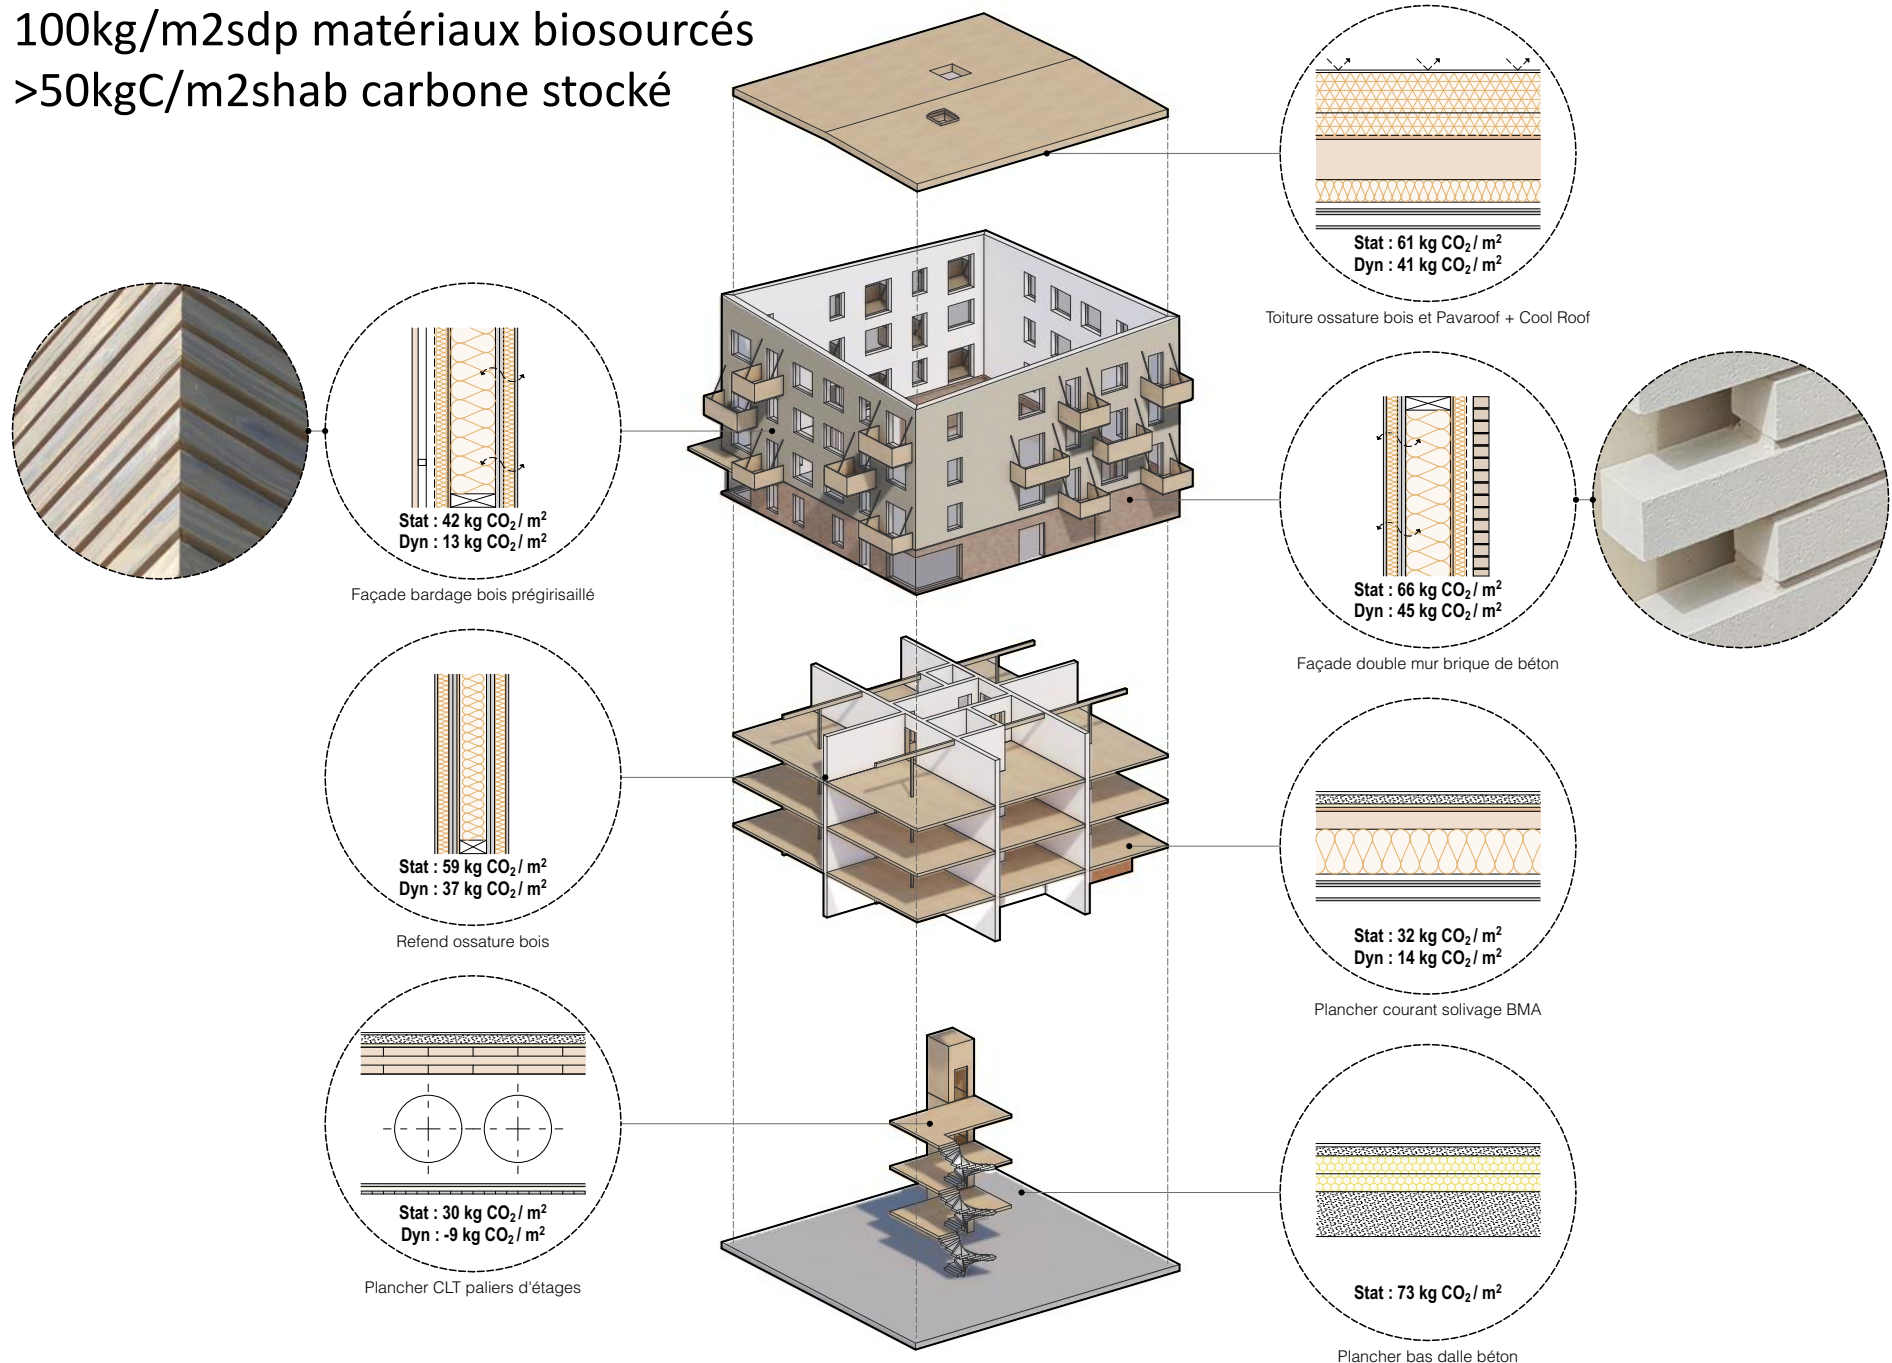 100kg/m2sdp matériaux biosourcés
>50kgC/m2shab carbone stocké
Stat : 61 kg CO₂ / m²
Dyn : 41 kg CO₂ / m²
Toiture ossature bois et Pavaroof + Cool Roof
Stat : 42 kg CO₂ / m²
Dyn : 13 kg CO₂ / m²
Façade bardage bois prégrisaillé
Stat : 66 kg CO₂ / m²
Dyn : 45 kg CO₂ / m²
Façade double mur brique de béton
Stat : 59 kg CO₂ / m²
Dyn : 37 kg CO₂ / m²
Refend ossature bois
Stat : 32 kg CO₂ / m²
Dyn : 14 kg CO₂ / m²
Plancher courant solivage BMA
Stat : 30 kg CO₂ / m²
Dyn : -9 kg CO₂ / m²
Plancher CLT paliers d'étages
Stat : 73 kg CO₂ / m²
Plancher bas dalle béton